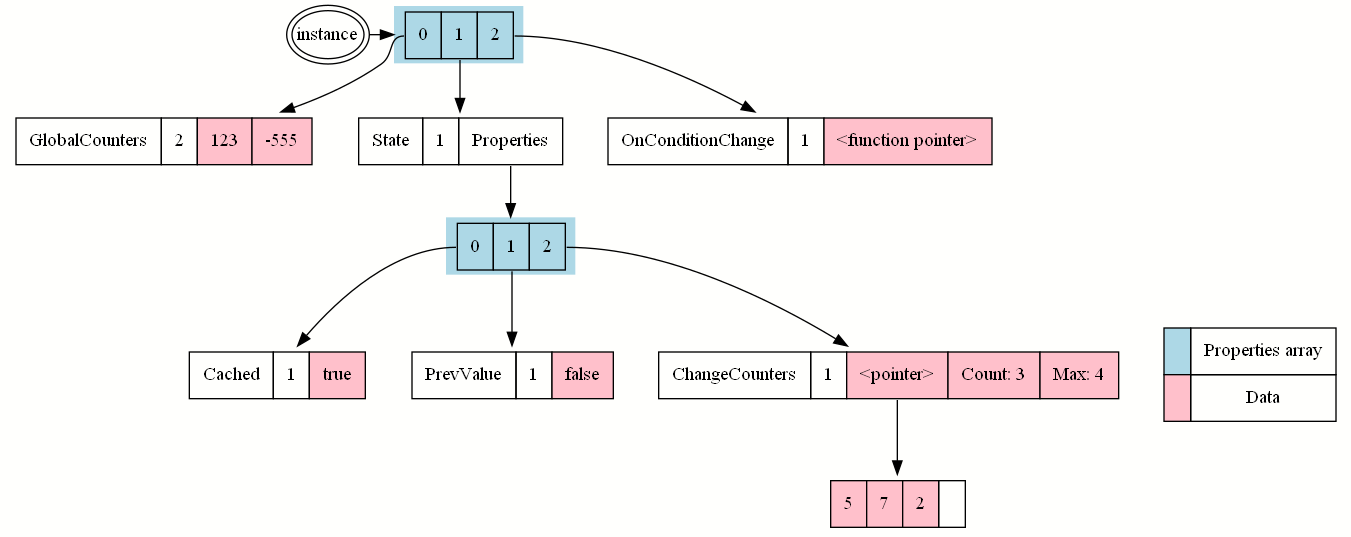 instance 0 1 2
GlobalCounters 2 123 -555
State 1 Properties
OnConditionChange 1 <function pointer>
0 1 2
Cached 1 true
PrevValue 1 false
ChangeCounters 1 <pointer> Count: 3 Max: 4
Properties array
Data
5 7 2